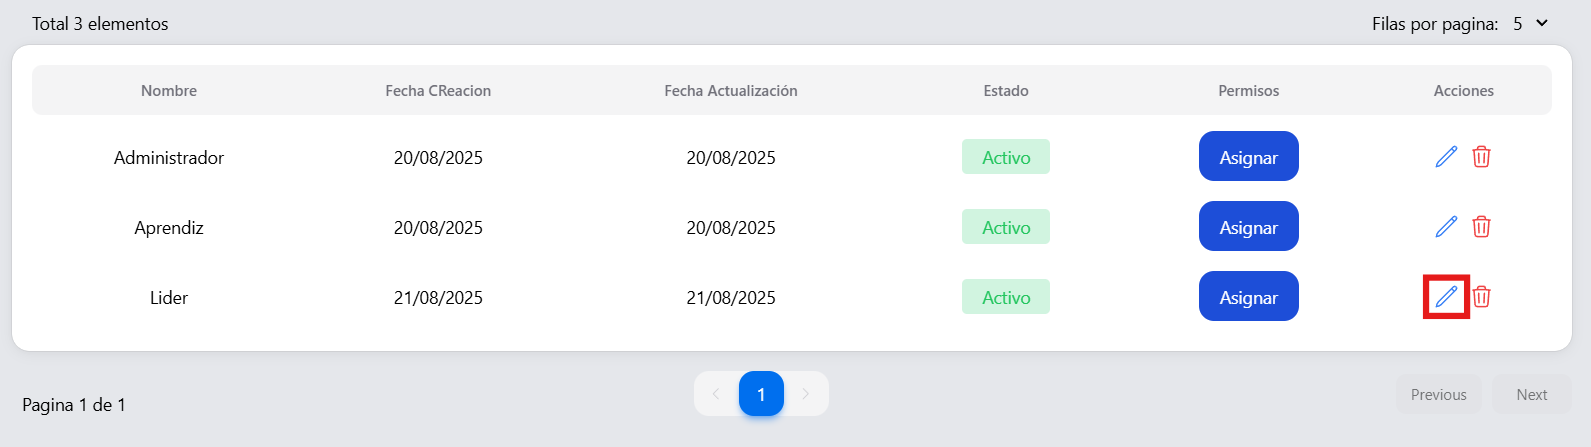 Total 3 elementos Filas por pagina: 5
Nombre Fecha CReacion Fecha Actualización Estado Permisos Acciones
Administrador 20/08/2025 20/08/2025 Activo Asignar
Aprendiz 20/08/2025 20/08/2025 Activo Asignar
Lider 21/08/2025 21/08/2025 Activo Asignar
Pagina 1 de 1 1 Previous Next